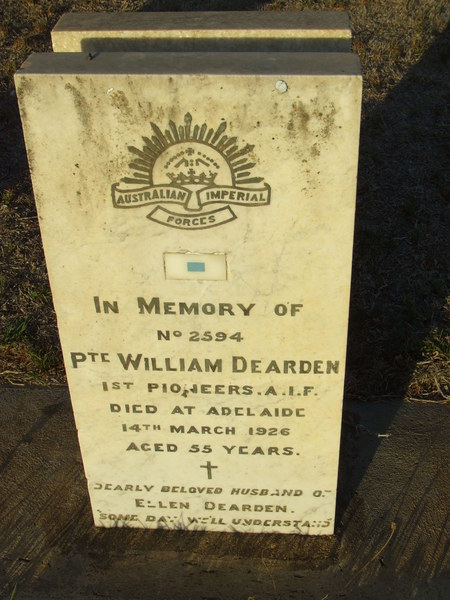 AUSTRALIAN IMPERIAL
FORCES
IN MEMORY OF
No 2594
PTE WILLIAM DEARDEN
1ST PIONEERS. A.I.F.
DIED AT ADELAIDE
14TH MARCH 1926
AGED 55 YEARS.
DEARLY BELOVED HUSBAND OF
ELLEN DEARDEN.
SOME DAY WE'LL UNDERSTAND